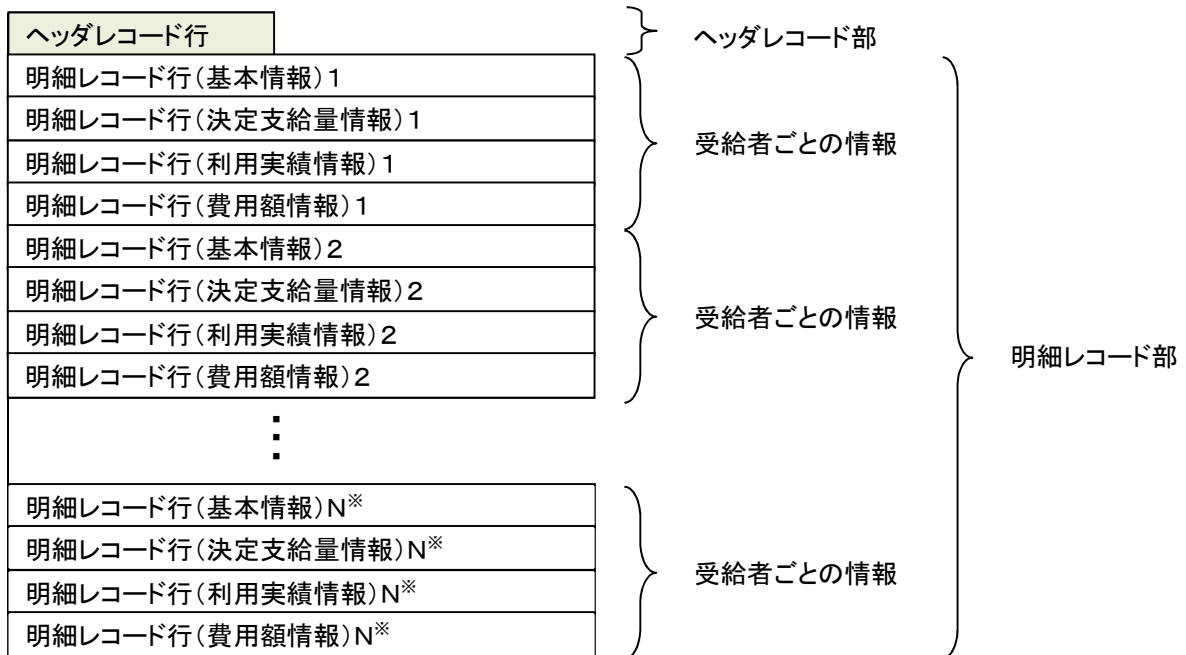 ヘッダレコード行
ヘッダレコード部
明細レコード行(基本情報)1
明細レコード行(決定支給量情報)1
受給者ごとの情報
明細レコード行(利用実績情報)1
明細レコード行(費用額情報)1
明細レコード行(基本情報)2
明細レコード行(決定支給量情報)2
受給者ごとの情報
明細レコード行(利用実績情報)2
明細レコード部
明細レコード行(費用額情報)2
明細レコード行(基本情報)N※
明細レコード行(決定支給量情報)N※
受給者ごとの情報
明細レコード行(利用実績情報)N※
明細レコード行(費用額情報)N※